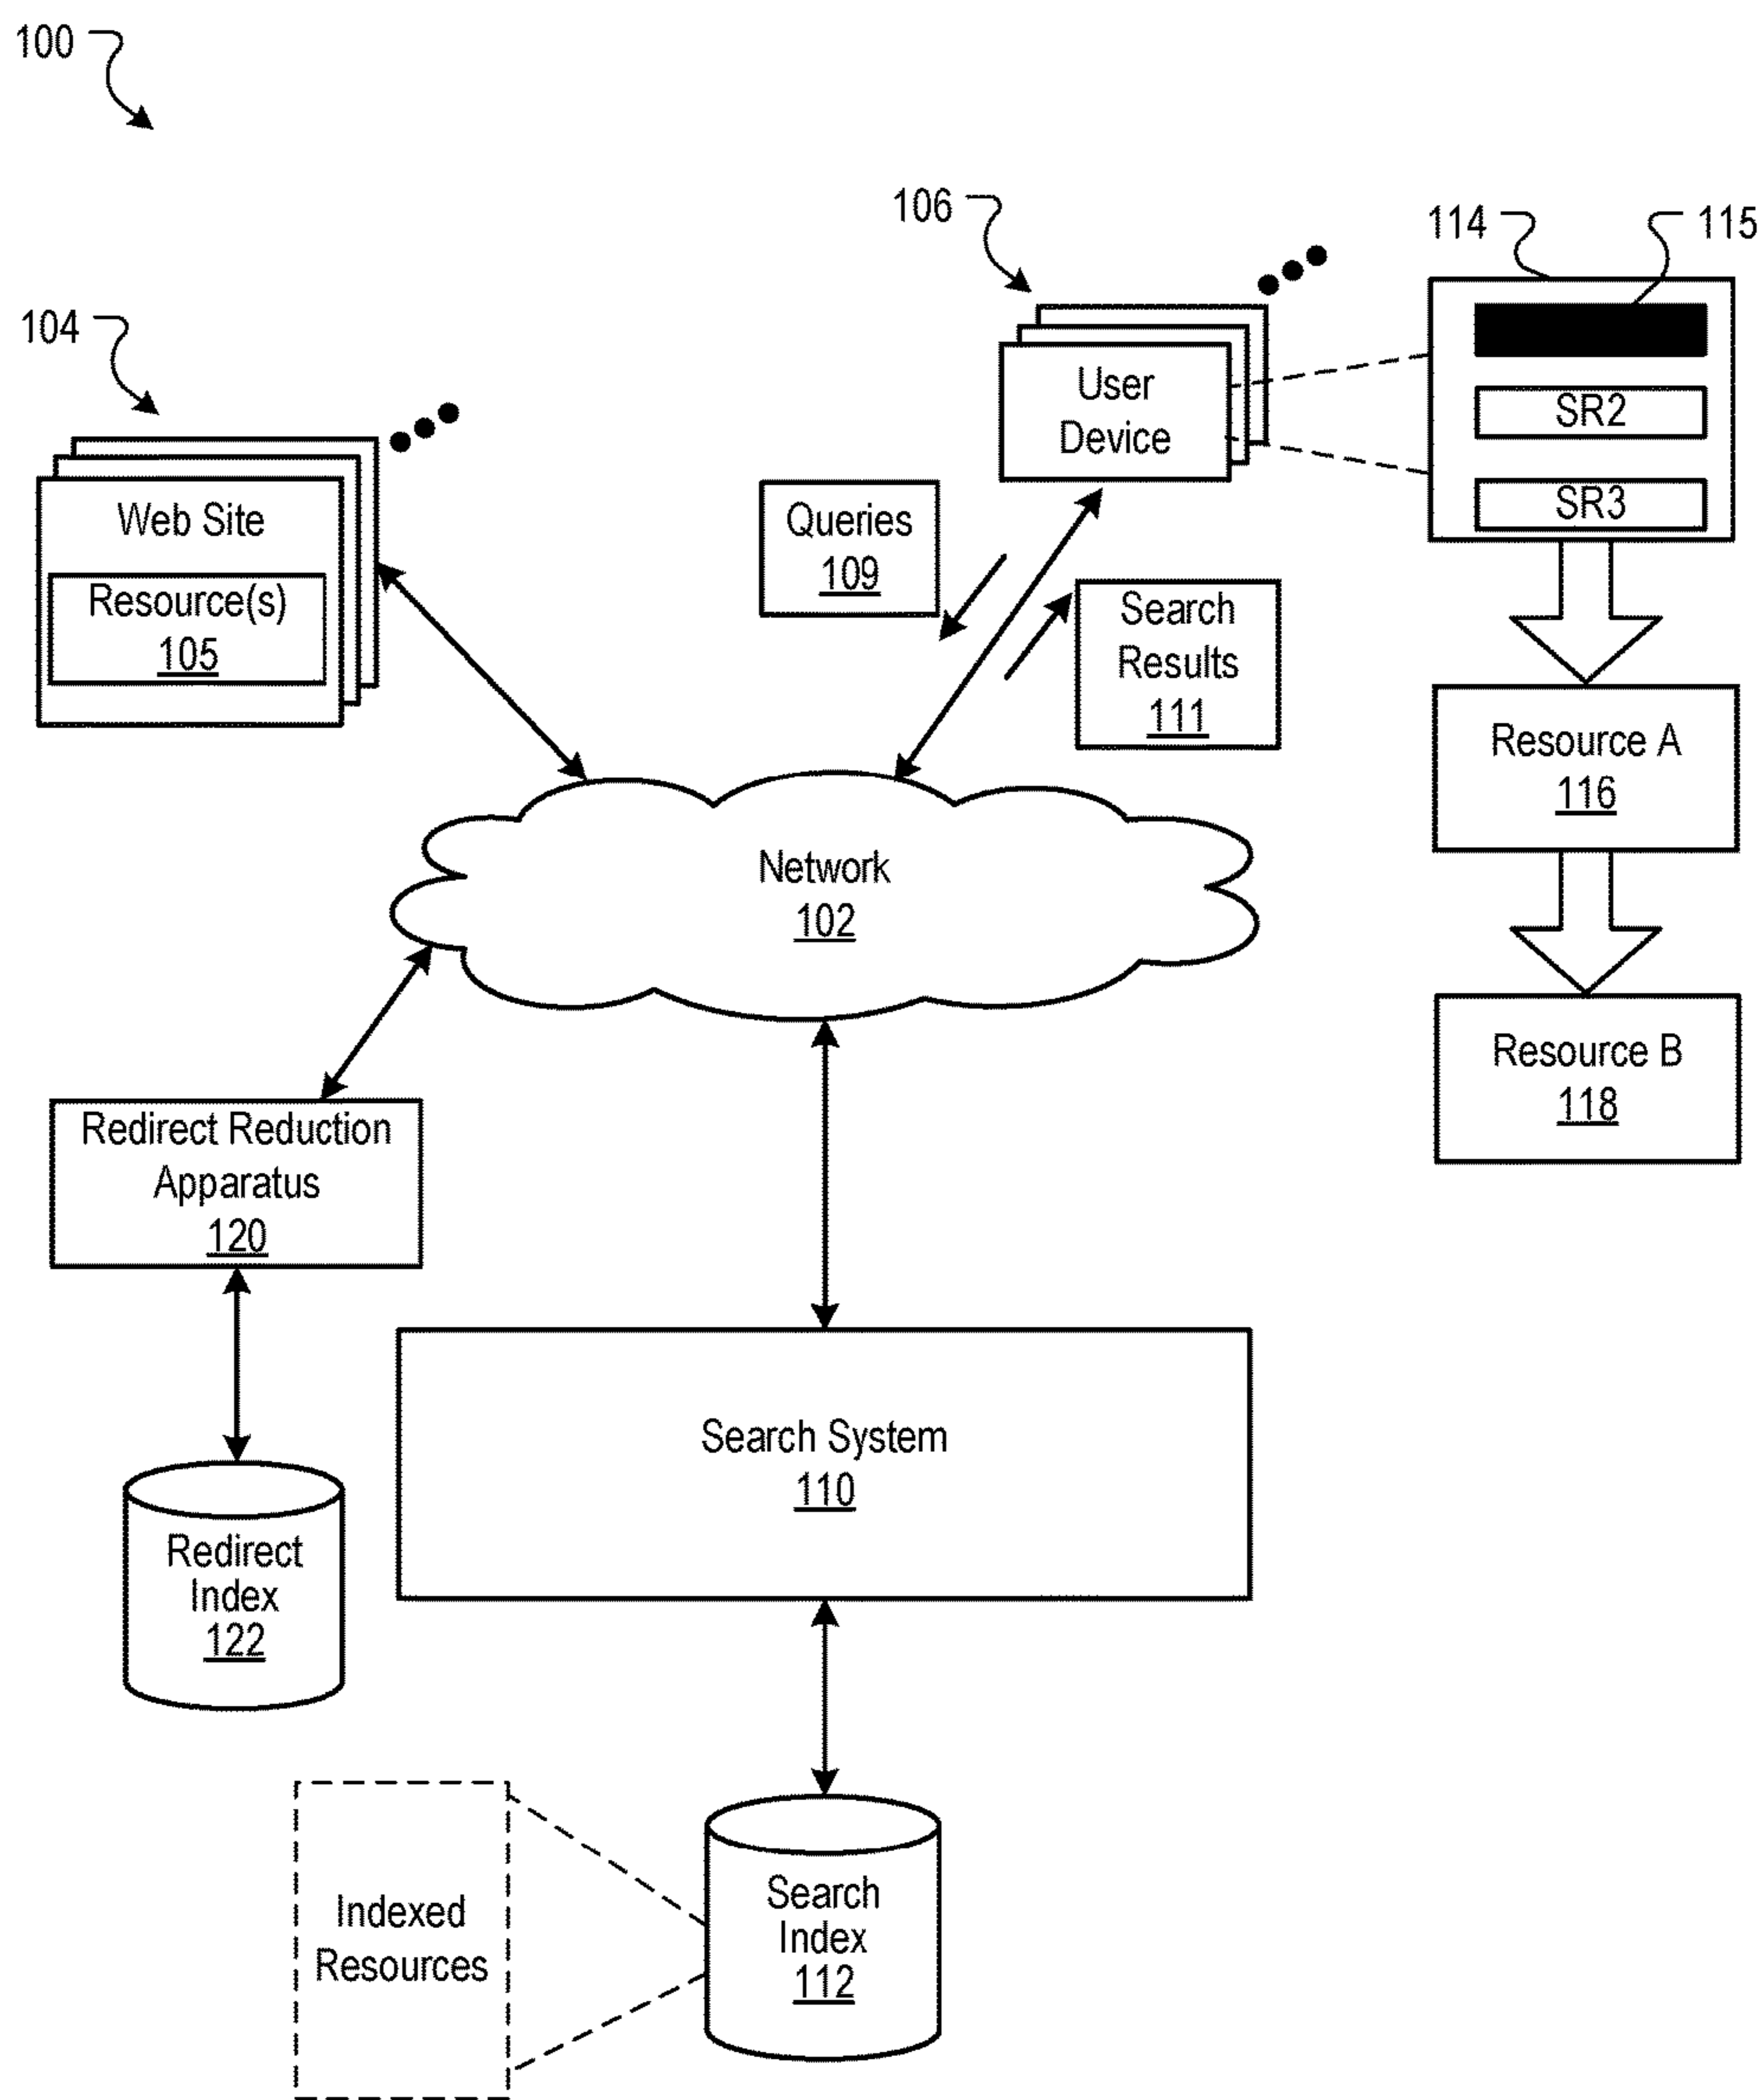 100
106
114
115
104
User
Device
SR2
SR3
Web Site
Resource(s)
105
Queries
109
Search
Results
111
Resource A
116
Network
102
Resource B
118
Redirect Reduction
Apparatus
120
Search System
110
Redirect
Index
122
Indexed
Resources
Search
Index
112